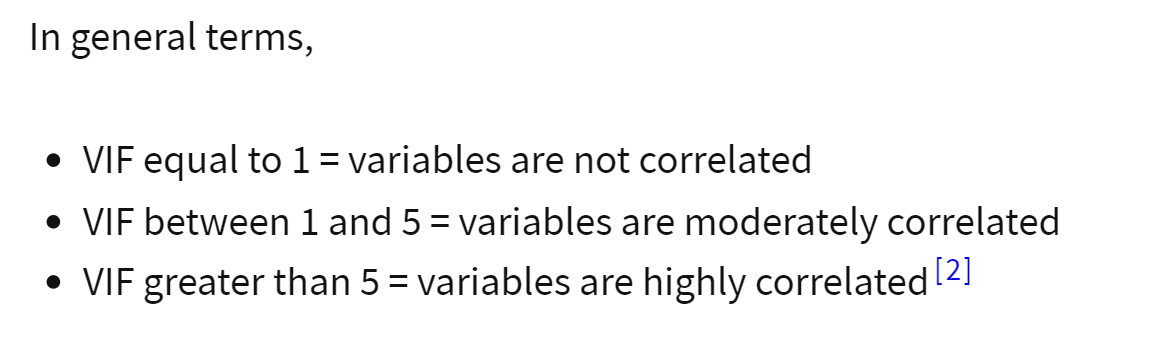 In general terms,
• VIF equal to 1 = variables are not correlated
• VIF between 1 and 5 = variables are moderately correlated
• VIF greater than 5 = variables are highly correlated [2]